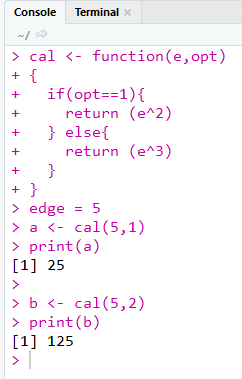 Console Terminal ×
~/
> cal <- function(e,opt)
+ {
+    if(opt==1){
+      return (e^2)
+    } else{
+      return (e^3)
+    }
+ }
> edge = 5
> a <- cal(5,1)
> print(a)
[1] 25
>
> b <- cal(5,2)
> print(b)
[1] 125
>